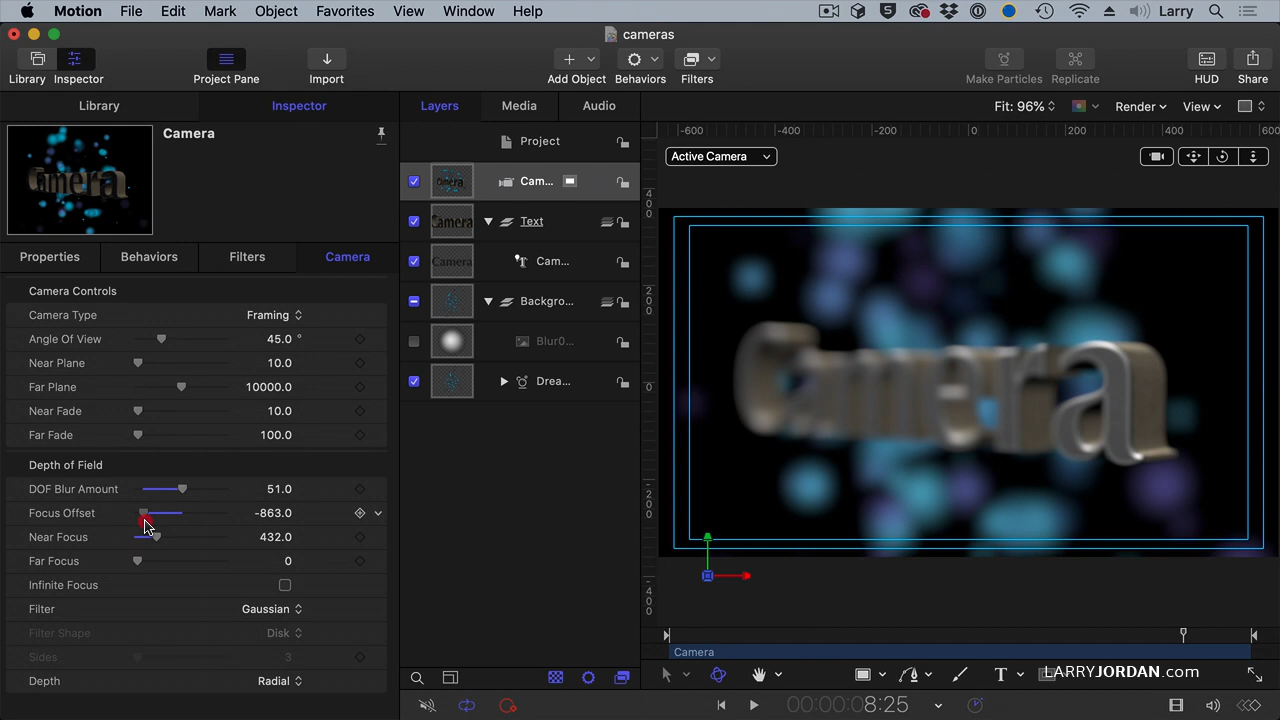 Motion File Edit Mark Object Favorites View Window Help Larry
cameras
Library Inspector Project Pane Import Add Object Behaviors Filters Make Particles Replicate HUD Share
Library Inspector Layers Media Audio Fit: 96% Render View
Camera
Project
-600 -400 -200 0 200 400 600
Active Camera
Cam...
Text
Properties Behaviors Filters Camera
Cam...
Camera Controls
Backgro...
Camera Type Framing
Angle Of View 45.0 °
Blur0...
Near Plane 10.0
Far Plane 10000.0
Drea...
Near Fade 10.0
Far Fade 100.0
Camera
Depth of Field
DOF Blur Amount 51.0
Focus Offset -863.0
Near Focus 432.0
Far Focus 0
Infinite Focus
Filter Gaussian
Filter Shape Disk
Sides 3
Depth Radial
400
200
0
-200
-400
Camera
T
LARRYJORDAN.com
00:00:00:08:25